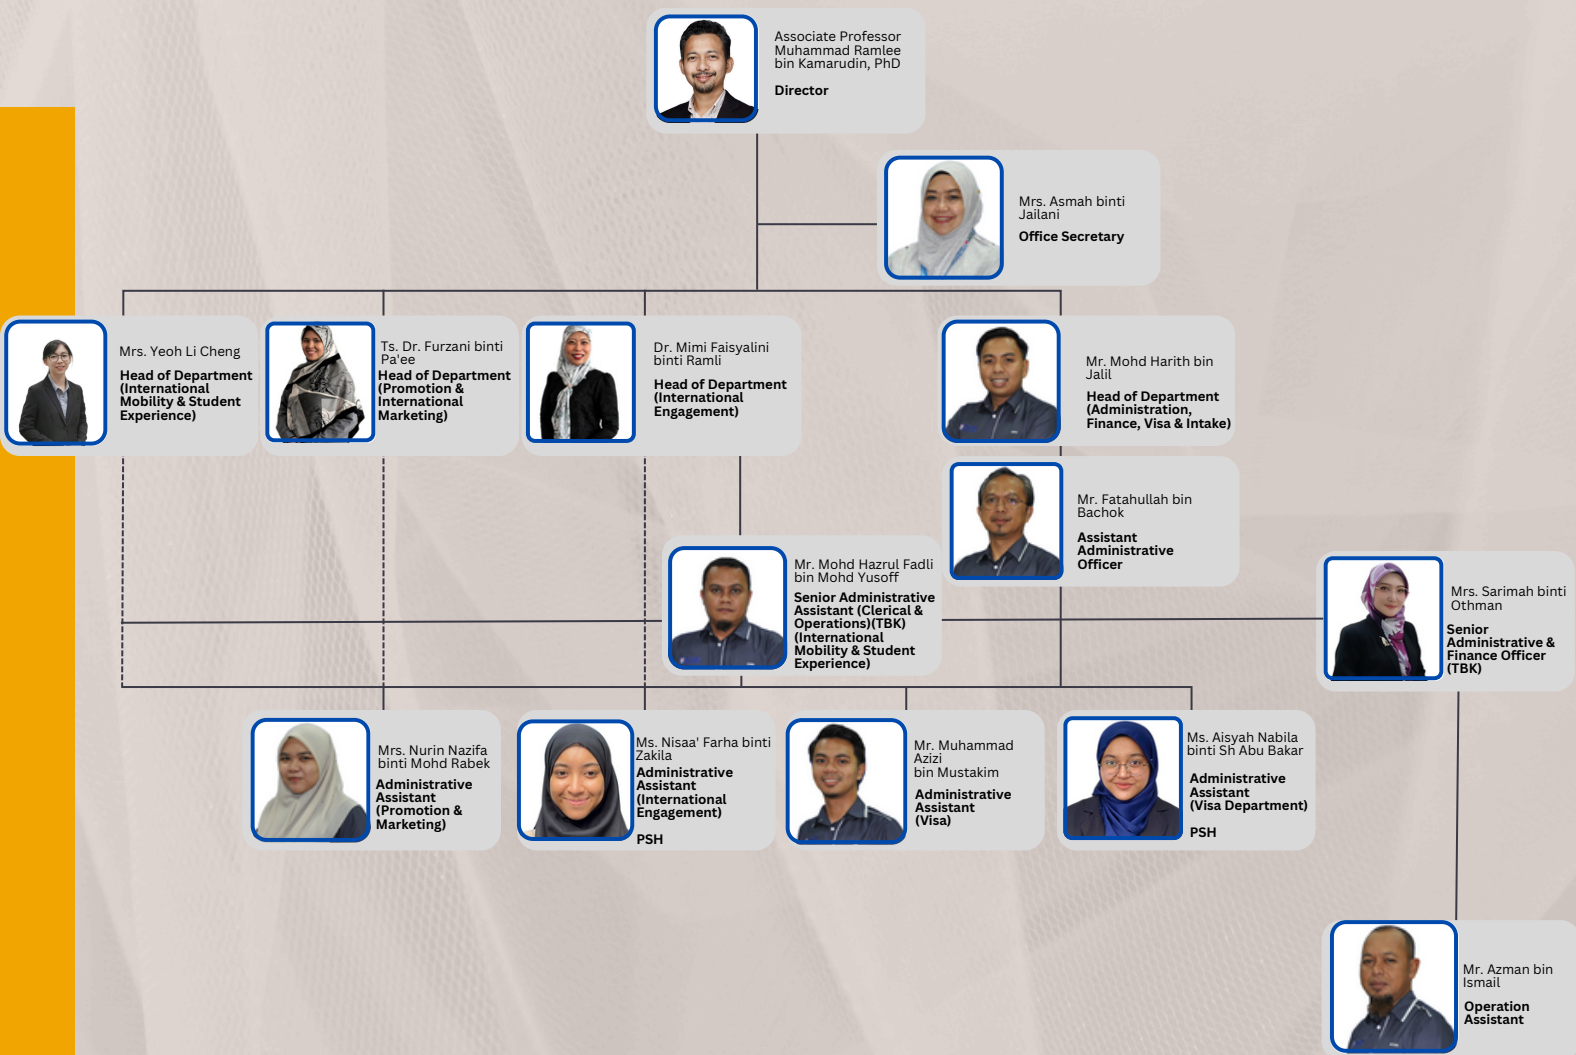 Associate Professor
Muhammad Ramlee
bin Kamarudin, PhD
Director
Mrs. Asmah binti
Jailani
Office Secretary
Mrs. Yeoh Li Cheng
Head of Department
(International
Mobility & Student
Experience)
Ts. Dr. Furzani binti
Pa'ee
Head of Department
(Promotion &
International
Marketing)
Dr. Mimi Faisyalini
binti Ramli
Head of Department
(International
Engagement)
Mr. Mohd Harith bin
Jalil
Head of Department
(Administration,
Finance, Visa & Intake)
Mr. Fatahullah bin
Bachok
Assistant
Administrative
Officer
Mr. Mohd Hazrul Fadli
bin Mohd Yusoff
Senior Administrative
Assistant (Clerical &
Operations)(TBK)
(International
Mobility & Student
Experience)
Mrs. Sarimah binti
Othman
Senior
Administrative &
Finance Officer
(TBK)
Mrs. Nurin Nazifa
binti Mohd Rabek
Administrative
Assistant
(Promotion &
Marketing)
Ms. Nisaa' Farha binti
Zakila
Administrative
Assistant
(International
Engagement)
PSH
Mr. Muhammad
Azizi
bin Mustakim
Administrative
Assistant
(Visa)
Ms. Aisyah Nabila
binti Sh Abu Bakar
Administrative
Assistant
(Visa Department)
PSH
Mr. Azman bin
Ismail
Operation
Assistant